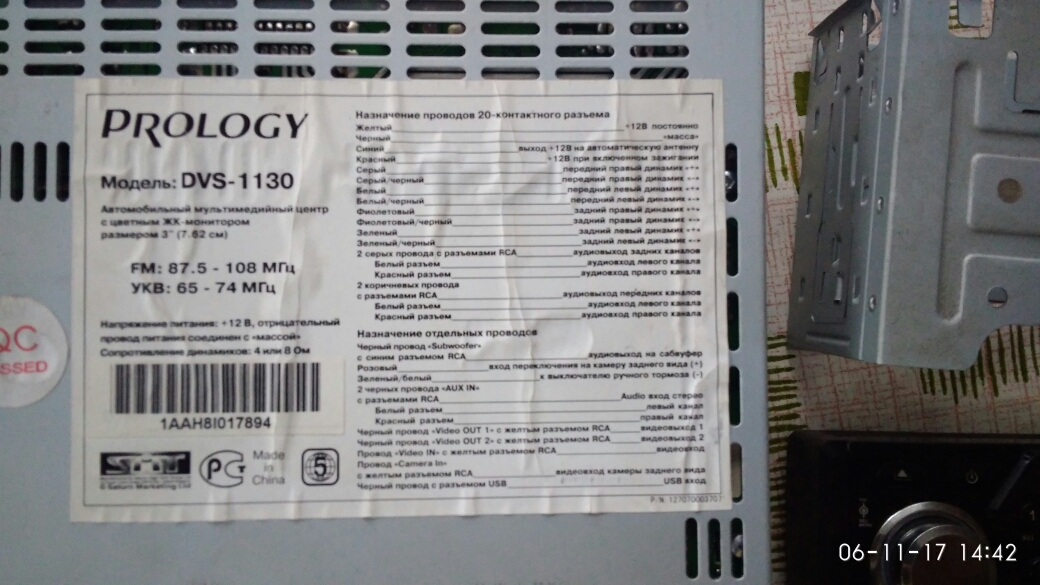 PROLOGY
Модель: DVS-1130
Автомобильный мультимедийный центр
с цветным ЖК-монитором
размером 3" (7.62 см)
FM: 87.5 - 108 МГц
УКВ: 65 - 74 МГц
Напряжение питания: +12 В, отрицательный
провод питания соединен с «массой»
Сопротивление динамиков: 4 или 8 Ом
1AAH8I017894
Made
in
China
© Saturn Marketing Ltd
5
QC
Назначение проводов 20-контактного разъема
Желтый +12В постоянно
Черный «масса»
Синий выход +12В на автоматическую антенну
Красный +12В при включенном зажигании
Серый передний правый динамик «+»
Серый/черный передний правый динамик «-»
Белый передний левый динамик «+»
Белый/черный передний левый динамик «-»
Фиолетовый задний правый динамик «+»
Фиолетовый/черный задний правый динамик «-»
Зеленый задний левый динамик «+»
Зеленый/черный задний левый динамик «-»
2 серых провода с разъемами RCA аудиовыход задних каналов
Белый разъем аудиовход левого канала
Красный разъем аудиовход правого канала
2 коричневых провода
с разъемами RCA аудиовыход передних каналов
Белый разъем аудиовход левого канала
Красный разъем аудиовход правого канала
Назначение отдельных проводов
Черный провод «Subwoofer»
с синим разъемом RCA аудиовыход на сабвуфер
Розовый вход переключения на камеру заднего вида (+)
Зеленый/белый к выключателю ручного тормоза (-)
2 черных провода «AUX IN»
с разъемами RCA Audio вход стерео
Белый разъем левый канал
Красный разъем правый канал
Черный провод «Video OUT 1» с желтым разъемом RCA видеовыход 1
Черный провод «Video OUT 2» с желтым разъемом RCA видеовыход 2
Провод «Video IN» с желтым разъемом RCA видеовход
Провод «Camera In»
с желтым разъемом RCA видеовход камеры заднего вида
Черный провод с разъемом USB USB вход
P/N: 127070003707
06-11-17 14:42